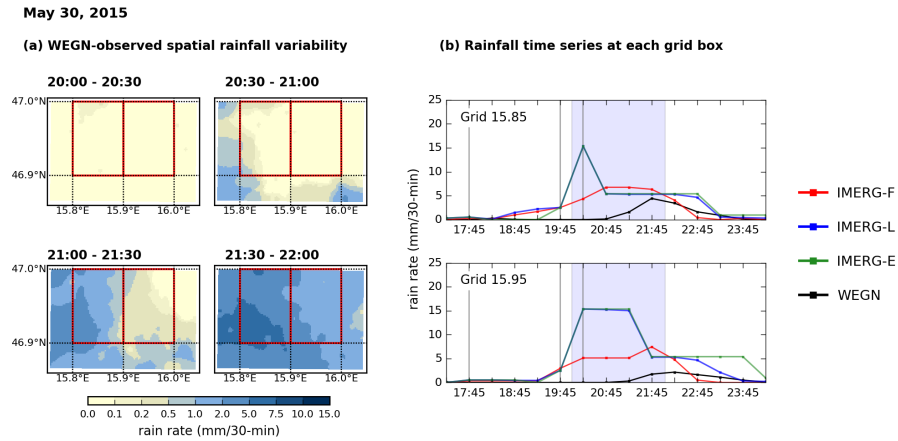 May 30, 2015
(a) WEGN-observed spatial rainfall variability
(b) Rainfall time series at each grid box
20:00 - 20:30
20:30 - 21:00
47.0°N
46.9°N
15.8°E 15.9°E 16.0°E
15.8°E 15.9°E 16.0°E
21:00 - 21:30
21:30 - 22:00
47.0°N
46.9°N
15.8°E 15.9°E 16.0°E
15.8°E 15.9°E 16.0°E
0.0 0.1 0.2 0.5 1.0 2.0 5.0 7.5 10.0 15.0
rain rate (mm/30-min)
rain rate (mm/30-min)
25
20
15
10
5
0
Grid 15.85
17:45 18:45 19:45 20:45 21:45 22:45 23:45
25
20
15
10
5
0
Grid 15.95
17:45 18:45 19:45 20:45 21:45 22:45 23:45
IMERG-F
IMERG-L
IMERG-E
WEGN